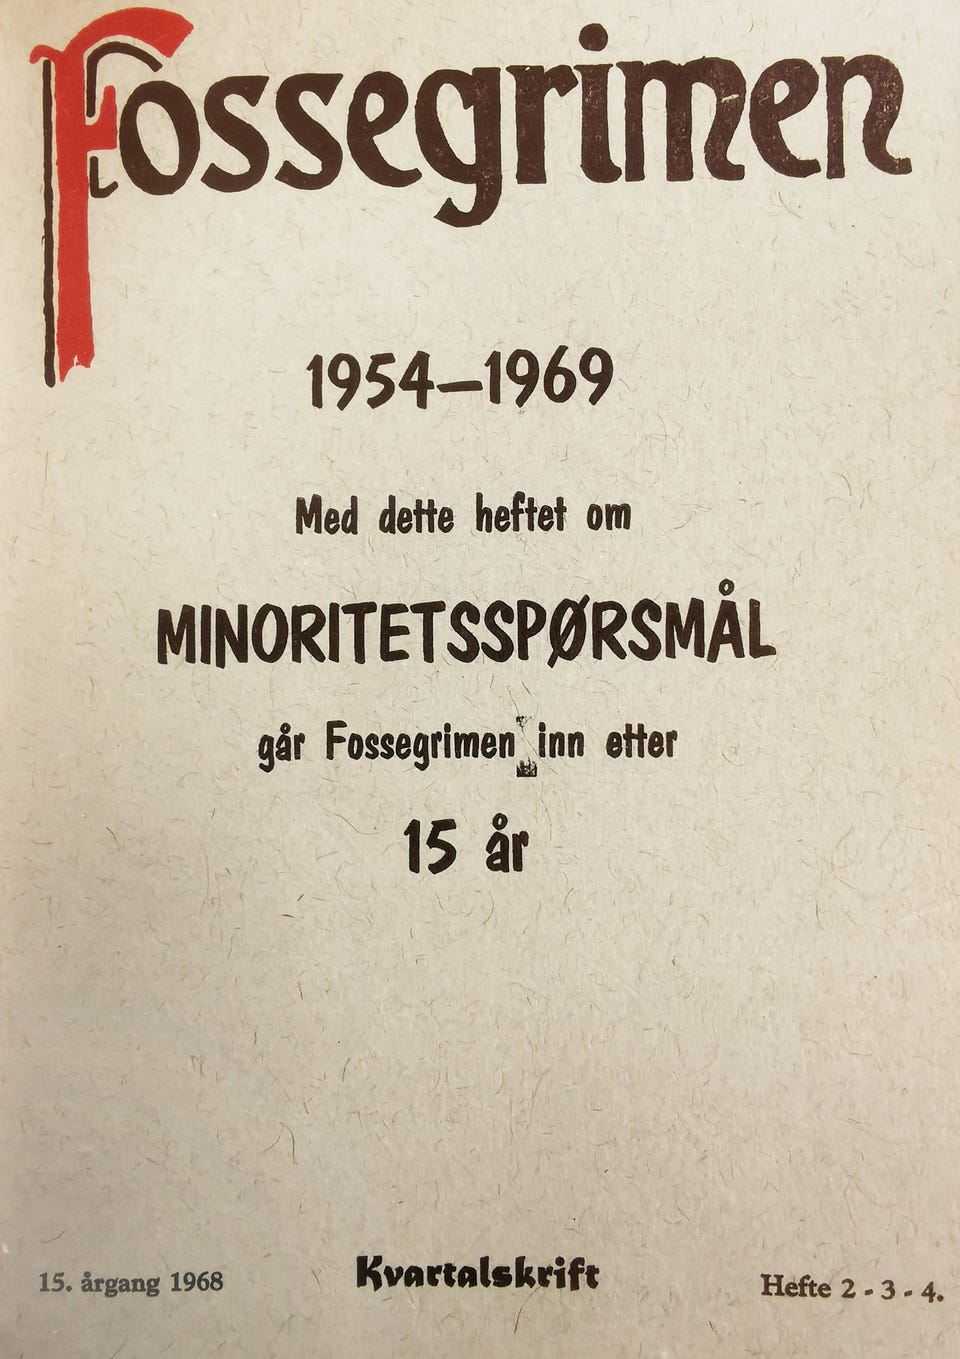 Fossegrimen
1954–1969
Med dette heftet om
MINORITETSSPØRSMÅL
går Fossegrimen inn etter
15 år
15. årgang 1968
Kvartalskrift
Hefte 2 - 3 - 4.